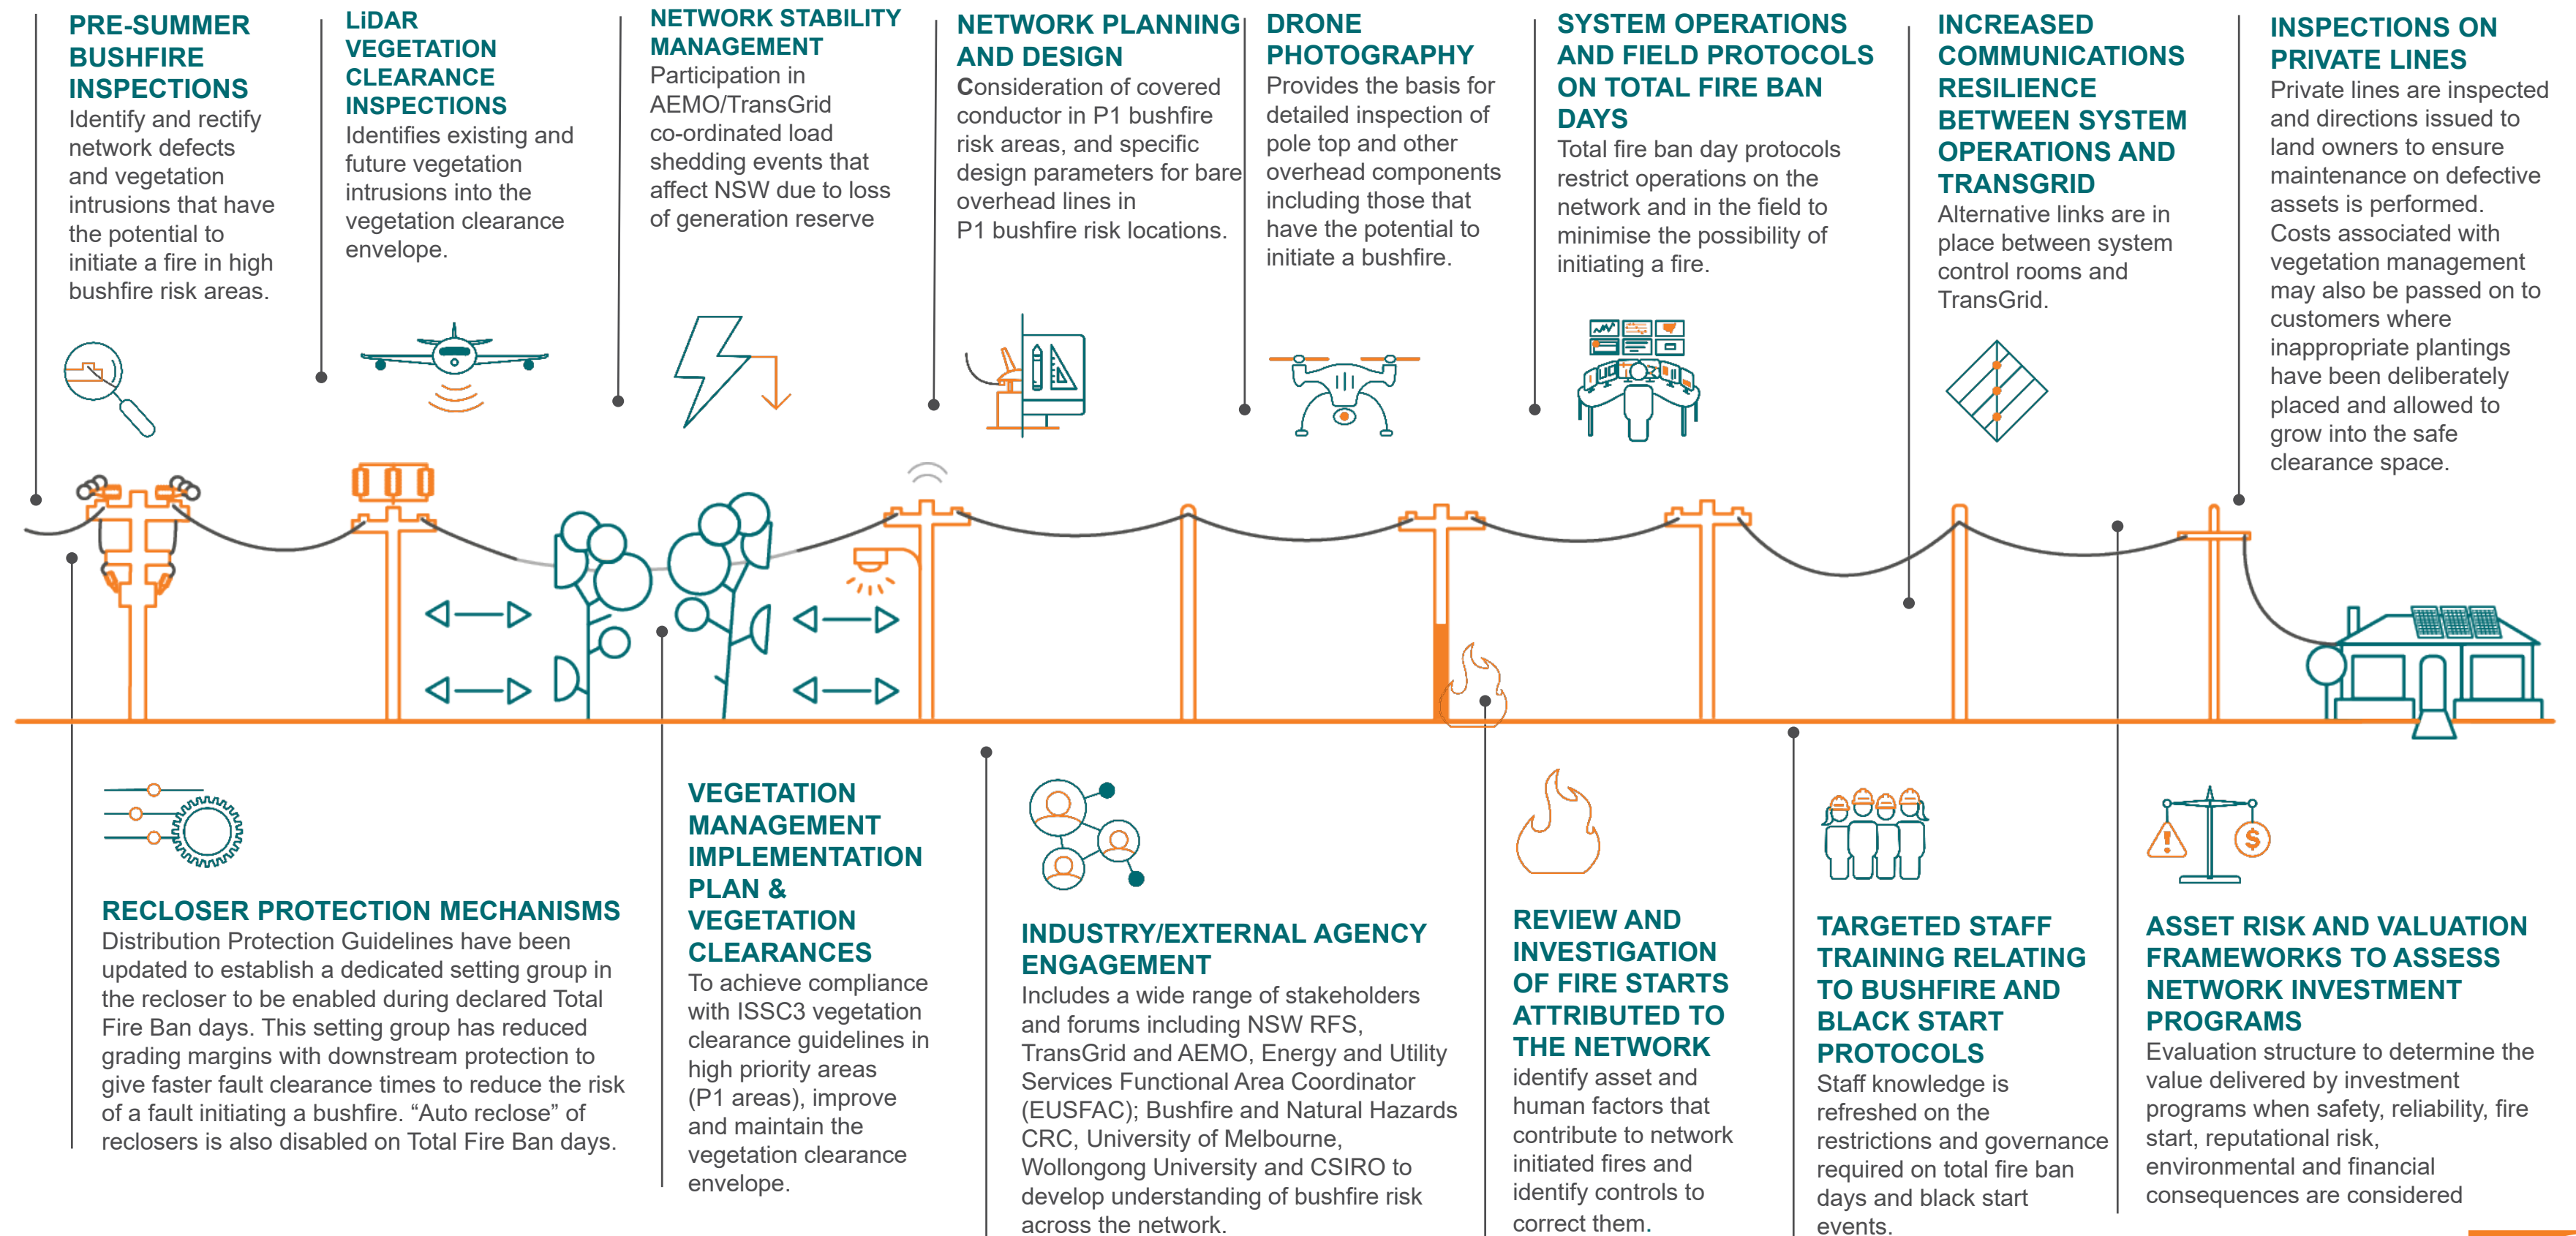 PRE-SUMMER
BUSHFIRE
INSPECTIONS
Identify and rectify
network defects
and vegetation
intrusions that have
the potential to
initiate a fire in high
bushfire risk areas.
LiDAR
VEGETATION
CLEARANCE
INSPECTIONS
Identifies existing and
future vegetation
intrusions into the
vegetation clearance
envelope.
NETWORK STABILITY
MANAGEMENT
Participation in
AEMO/TransGrid
co-ordinated load
shedding events that
affect NSW due to loss
of generation reserve
NETWORK PLANNING
AND DESIGN
Consideration of covered
conductor in P1 bushfire
risk areas, and specific
design parameters for bare
overhead lines in
P1 bushfire risk locations.
DRONE
PHOTOGRAPHY
Provides the basis for
detailed inspection of
pole top and other
overhead components
including those that
have the potential to
initiate a bushfire.
SYSTEM OPERATIONS
AND FIELD PROTOCOLS
ON TOTAL FIRE BAN
DAYS
Total fire ban day protocols
restrict operations on the
network and in the field to
minimise the possibility of
initiating a fire.
INCREASED
COMMUNICATIONS
RESILIENCE
BETWEEN SYSTEM
OPERATIONS AND
TRANSGRID
Alternative links are in
place between system
control rooms and
TransGrid.
INSPECTIONS ON
PRIVATE LINES
Private lines are inspected
and directions issued to
land owners to ensure
maintenance on defective
assets is performed.
Costs associated with
vegetation management
may also be passed on to
customers where
inappropriate plantings
have been deliberately
placed and allowed to
grow into the safe
clearance space.
RECLOSER PROTECTION MECHANISMS
Distribution Protection Guidelines have been
updated to establish a dedicated setting group in
the recloser to be enabled during declared Total
Fire Ban days. This setting group has reduced
grading margins with downstream protection to
give faster fault clearance times to reduce the risk
of a fault initiating a bushfire. “Auto reclose” of
reclosers is also disabled on Total Fire Ban days.
VEGETATION
MANAGEMENT
IMPLEMENTATION
PLAN &
VEGETATION
CLEARANCES
To achieve compliance
with ISSC3 vegetation
clearance guidelines in
high priority areas
(P1 areas), improve
and maintain the
vegetation clearance
envelope.
INDUSTRY/EXTERNAL AGENCY
ENGAGEMENT
Includes a wide range of stakeholders
and forums including NSW RFS,
TransGrid and AEMO, Energy and Utility
Services Functional Area Coordinator
(EUSFAC); Bushfire and Natural Hazards
CRC, University of Melbourne,
Wollongong University and CSIRO to
develop understanding of bushfire risk
across the network.
REVIEW AND
INVESTIGATION
OF FIRE STARTS
ATTRIBUTED TO
THE NETWORK
identify asset and
human factors that
contribute to network
initiated fires and
identify controls to
correct them.
TARGETED STAFF
TRAINING RELATING
TO BUSHFIRE AND
BLACK START
PROTOCOLS
Staff knowledge is
refreshed on the
restrictions and governance
required on total fire ban
days and black start
events.
! $
ASSET RISK AND VALUATION
FRAMEWORKS TO ASSESS
NETWORK INVESTMENT
PROGRAMS
Evaluation structure to determine the
value delivered by investment
programs when safety, reliability, fire
start, reputational risk,
environmental and financial
consequences are considered